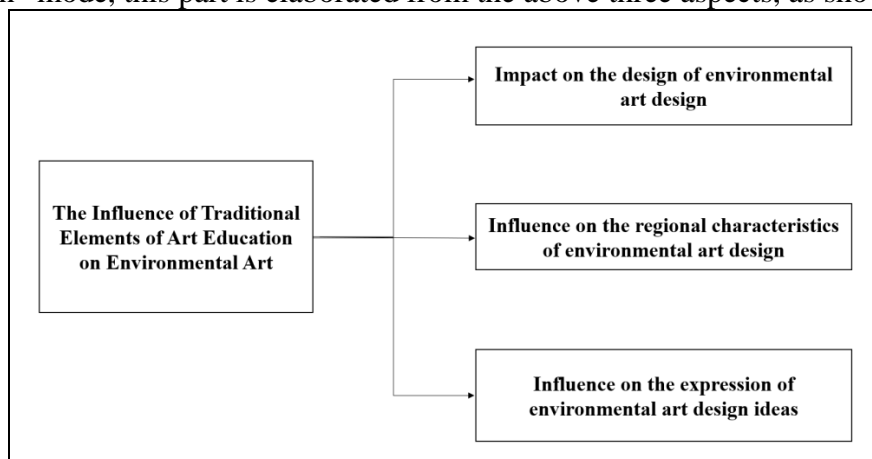 mode, this part is elaborated from the above three aspects, as
Impact on the design of environmental
art design
The Influence of Traditional
Elements of Art Education
on Environmental Art
Influence on the regional characteristics
of environmental art design
Influence on the expression of
environmental art design ideas